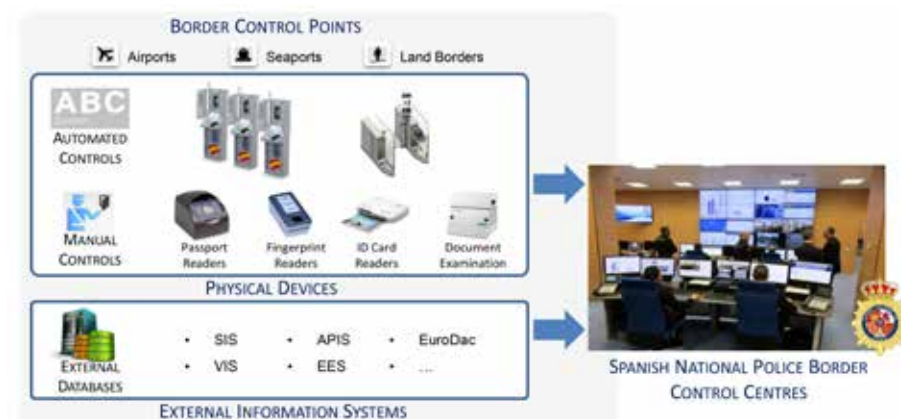 BORDER CONTROL POINTS
Airports Seaports Land Borders
ABC
AUTOMATED
CONTROLS
MANUAL
CONTROLS
Passport
Readers
Fingerprint
Readers
ID Card
Readers
Document
Examination
PHYSICAL DEVICES
EXTERNAL
DATABASES
• SIS • APIS • EuroDac
• VIS • EES • ...
EXTERNAL INFORMATION SYSTEMS
SPANISH NATIONAL POLICE BORDER
CONTROL CENTRES